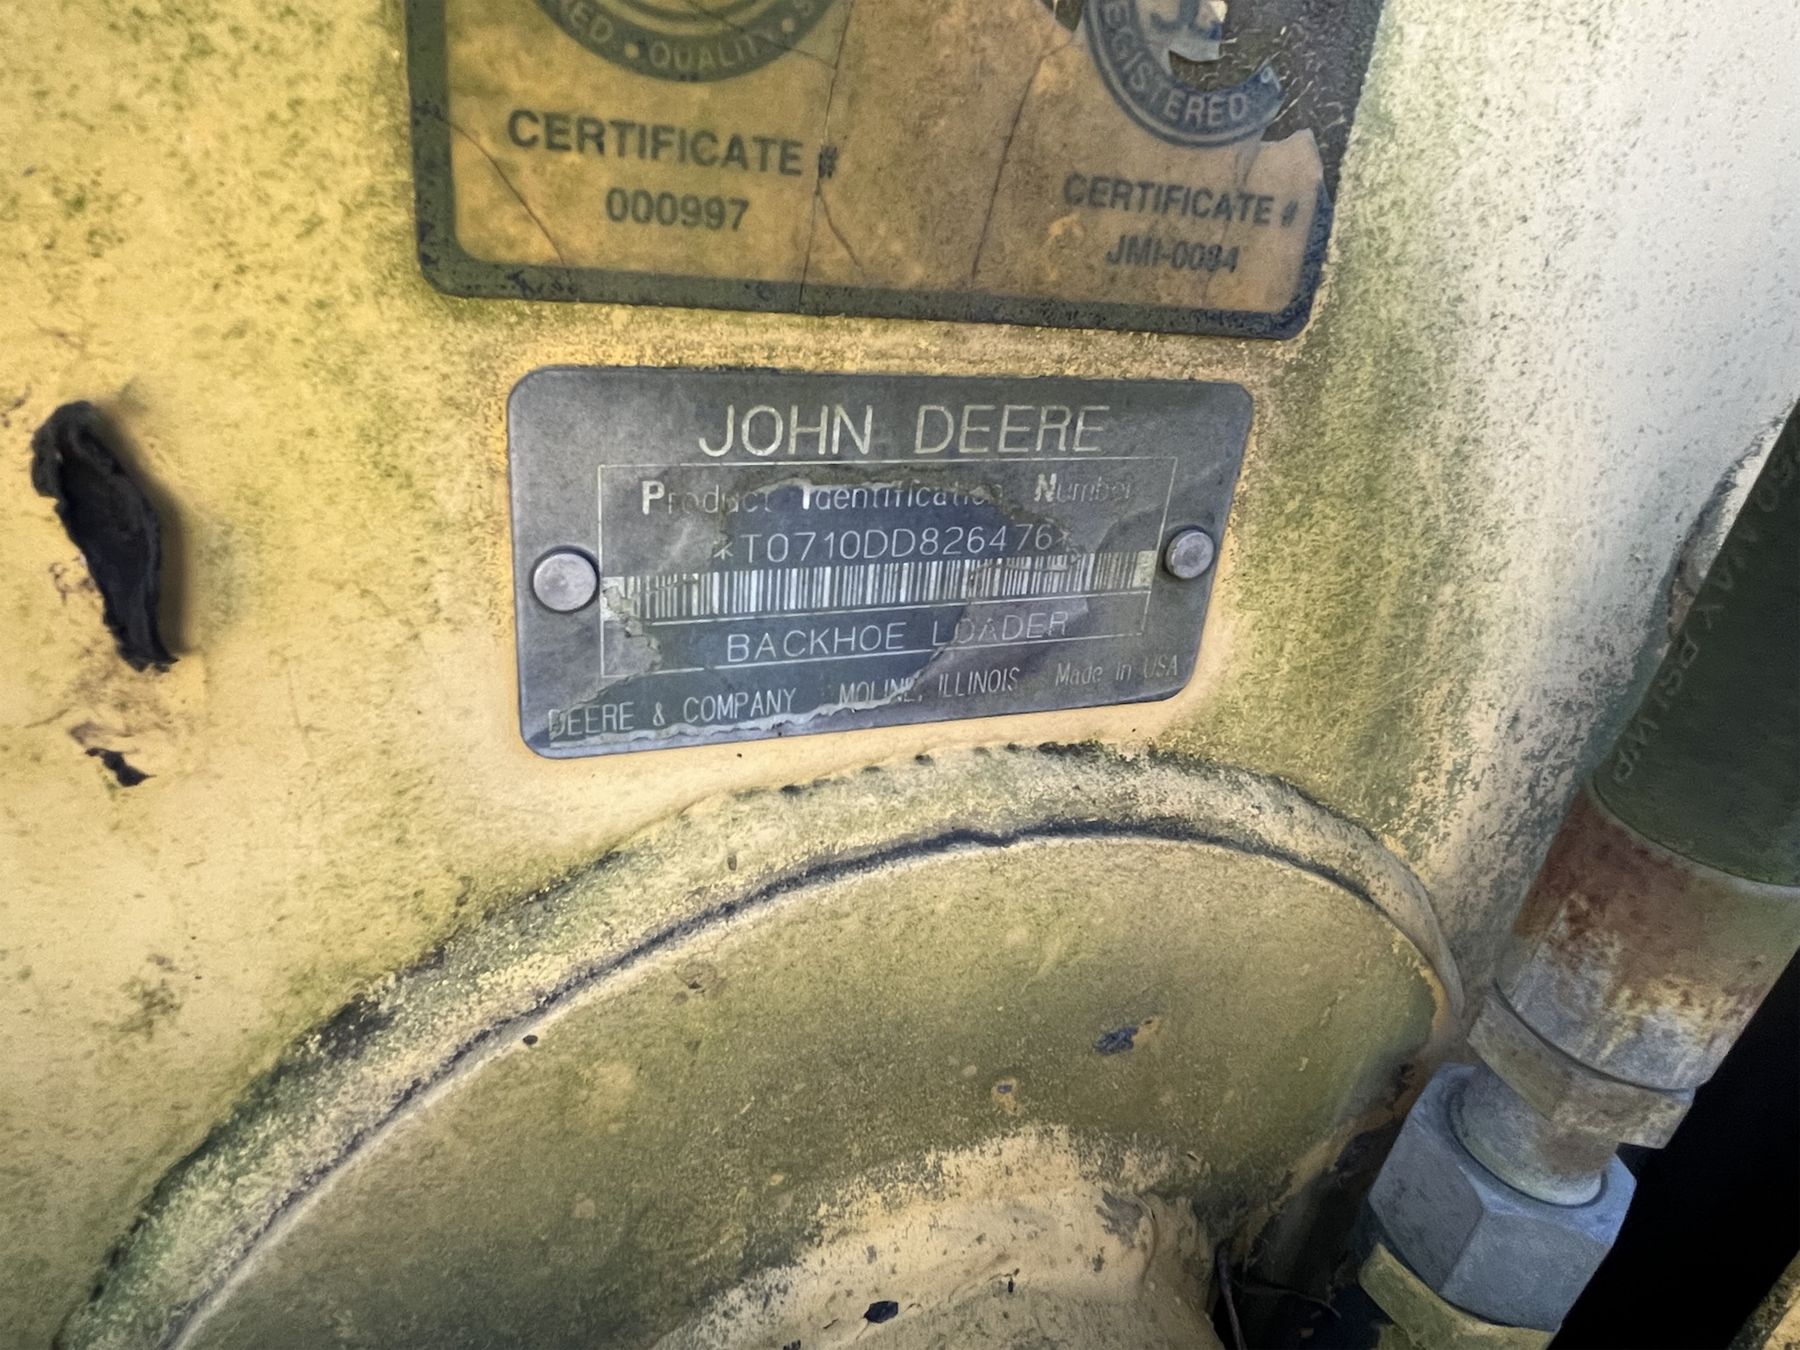 QUALITY
REGISTERED
CERTIFICATE #
000997
CERTIFICATE #
JMI-0084
JOHN DEERE
Product Identification Number
*T0710DD826476*
BACKHOE LOADER
DEERE & COMPANY MOLINE, ILLINOIS Made in USA